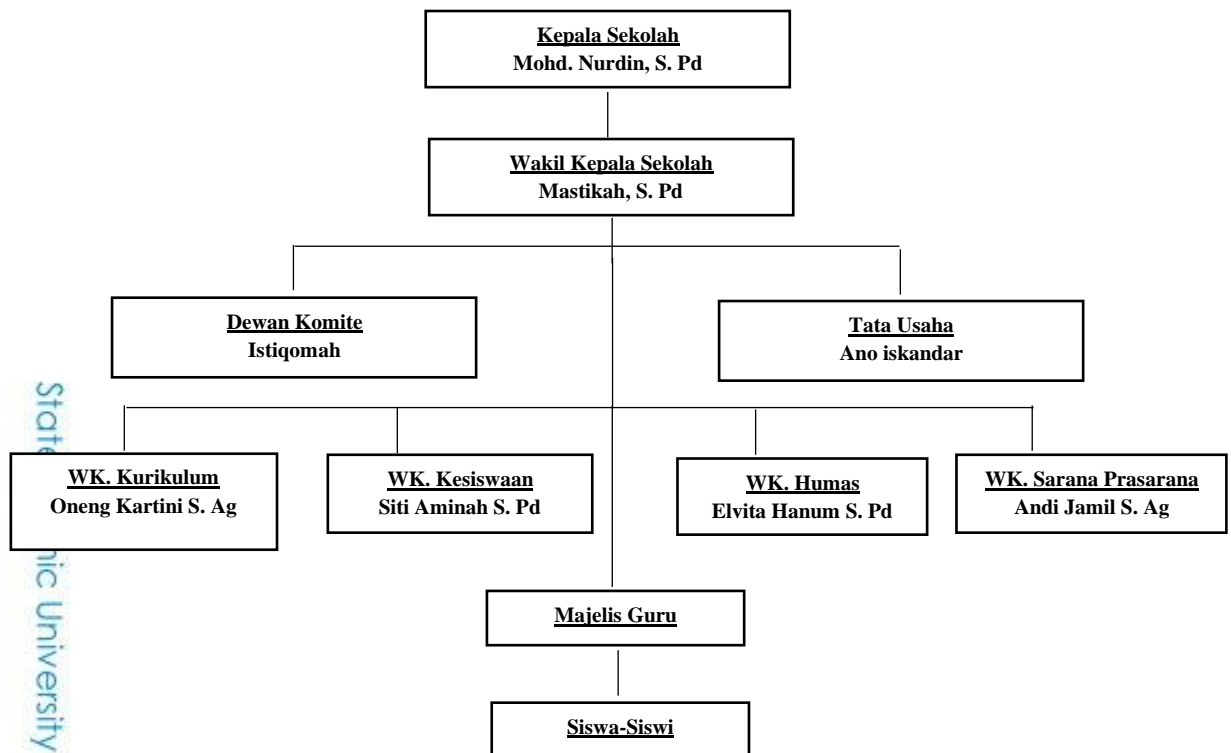 Kepala Sekolah
Mohd. Nurdin, S. Pd
Wakil Kepala Sekolah
Mastikah, S. Pd
Dewan Komite
Istiqomah
Tata Usaha
Ano iskandar
WK. Kurikulum
Oneng Kartini S. Ag
WK. Kesiswaan
Siti Aminah S. Pd
WK. Humas
Elvita Hanum S. Pd
WK. Sarana Prasarana
Andi Jamil S. Ag
Majelis Guru
Siswa-Siswi
State
University